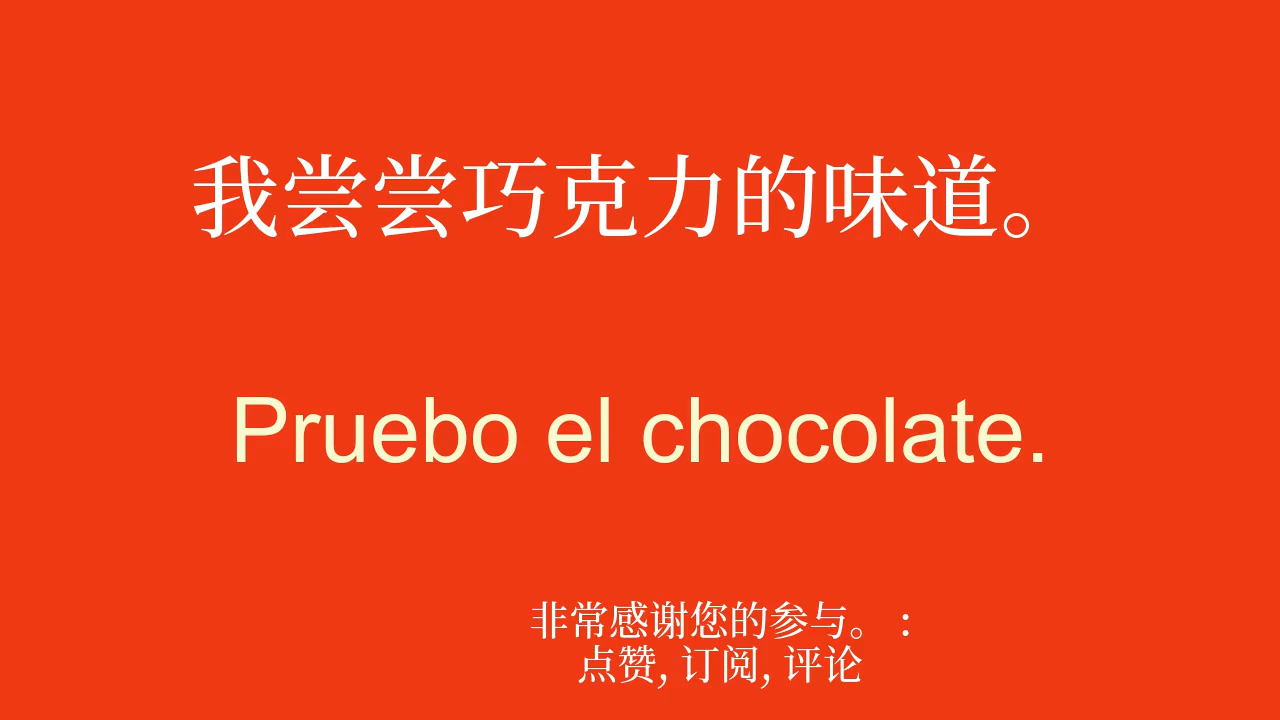 我尝尝巧克力的味道。
Pruebo el chocolate.
非常感谢您的参与。 :
点赞, 订阅, 评论